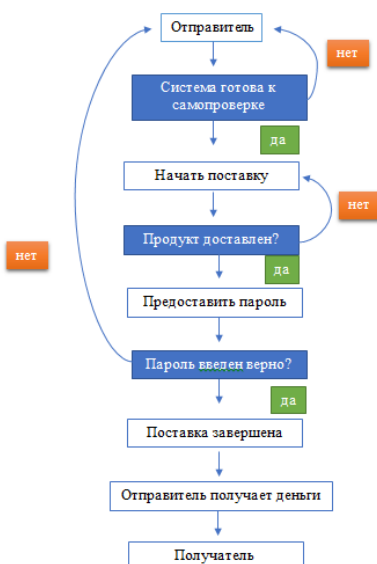 Отправитель
нет
Система готова к
самопроверке
да
Начать поставку
нет
Продукт доставлен?
нет
да
Предоставить пароль
Пароль введен верно?
да
Поставка завершена
Отправитель получает деньги
Получатель